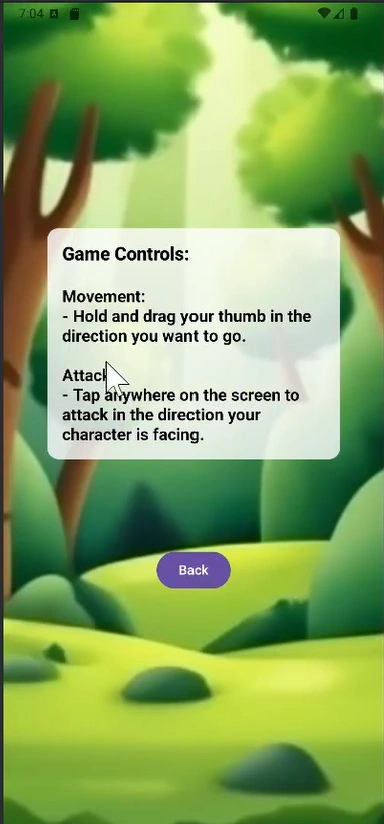 7:04
Game Controls:
Movement:
- Hold and drag your thumb in the
direction you want to go.
Attack
- Tap anywhere on the screen to
attack in the direction your
character is facing.
Back